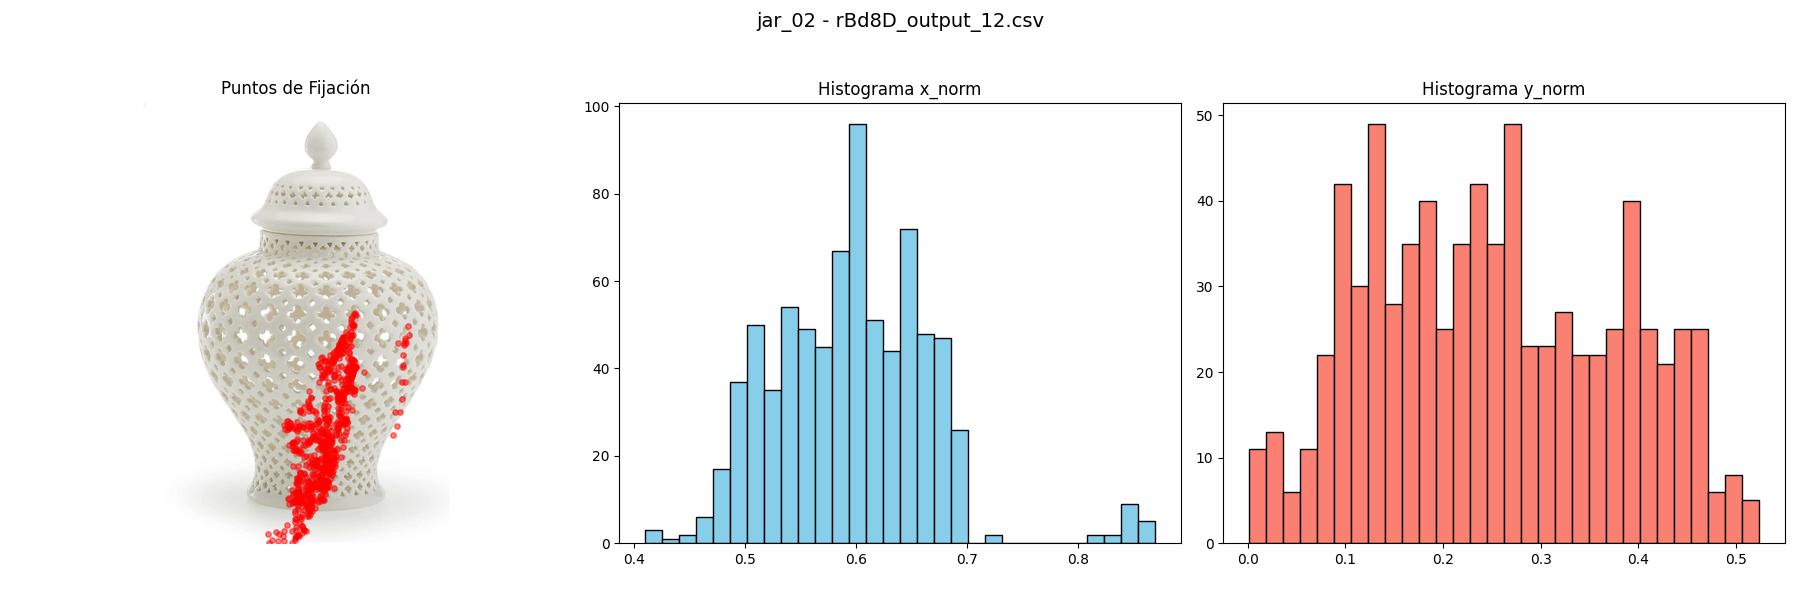 jar_02 - rBd8D_output_12.csv
Puntos de Fijación
Histograma x_norm
100
80
60
40
20
0
0.4 0.5 0.6 0.7 0.8
Histograma y_norm
50
40
30
20
10
0
0.0 0.1 0.2 0.3 0.4 0.5